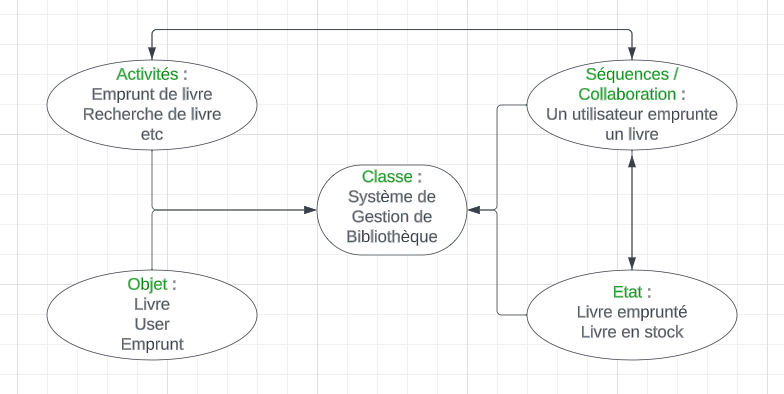 Activités :
Emprunt de livre
Recherche de livre
etc
Séquences /
Collaboration :
Un utilisateur emprunte
un livre
Classe :
Système de
Gestion de
Bibliothèque
Objet :
Livre
User
Emprunt
Etat :
Livre emprunté
Livre en stock